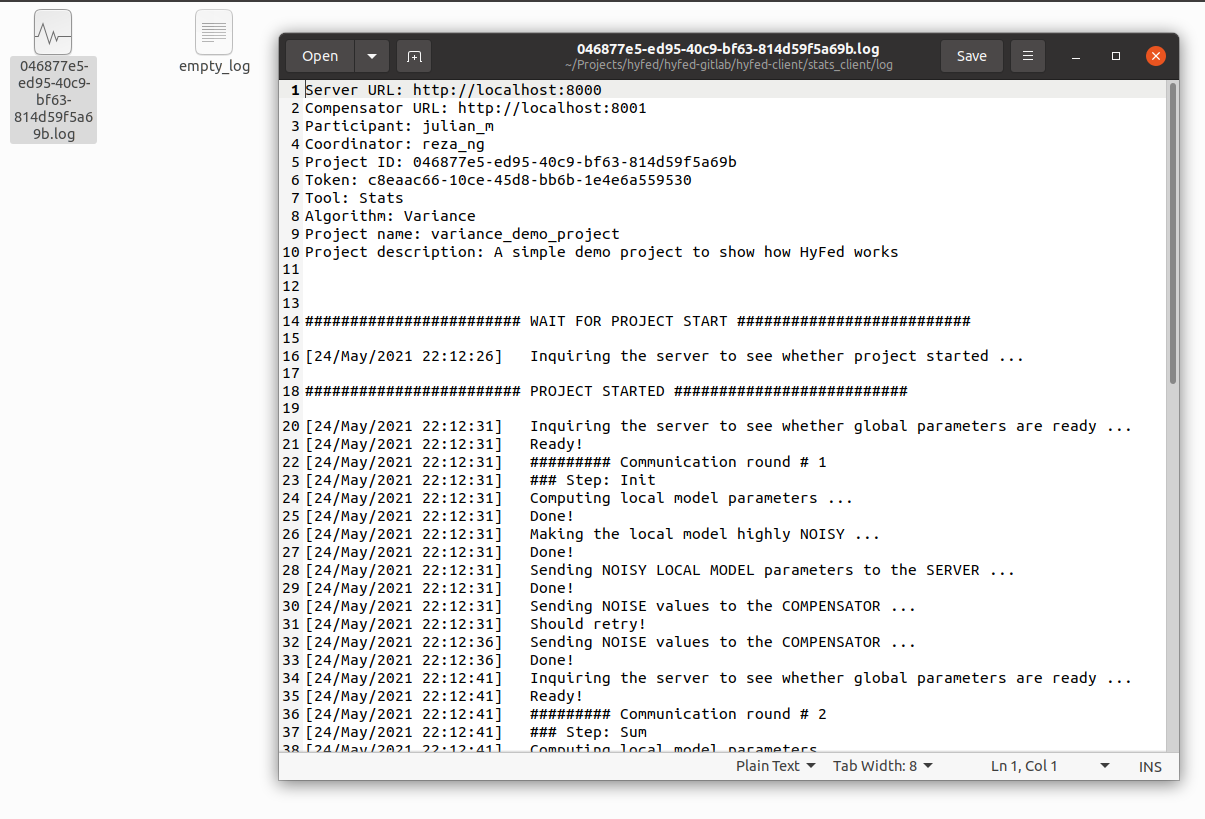 046877e5-
ed95-40c9-
bf63-
814d59f5a6
9b.log
empty_log
Open
046877e5-ed95-40c9-bf63-814d59f5a69b.log
~/Projects/hyfed/hyfed-gitlab/hyfed-client/stats_client/log
Save
1 Server URL: http://localhost:8000
2 Compensator URL: http://localhost:8001
3 Participant: julian_m
4 Coordinator: reza_ng
5 Project ID: 046877e5-ed95-40c9-bf63-814d59f5a69b
6 Token: c8eaac66-10ce-45d8-bb6b-1e4e6a559530
7 Tool: Stats
8 Algorithm: Variance
9 Project name: variance_demo_project
10 Project description: A simple demo project to show how HyFed works
11
12
13
14 ######################## WAIT FOR PROJECT START ##########################
15
16 [24/May/2021 22:12:26] Inquiring the server to see whether project started ...
17
18 ######################## PROJECT STARTED ##########################
19
20 [24/May/2021 22:12:31] Inquiring the server to see whether global parameters are ready ...
21 [24/May/2021 22:12:31] Ready!
22 [24/May/2021 22:12:31] ######### Communication round # 1
23 [24/May/2021 22:12:31] ### Step: Init
24 [24/May/2021 22:12:31] Computing local model parameters ...
25 [24/May/2021 22:12:31] Done!
26 [24/May/2021 22:12:31] Making the local model highly NOISY ...
27 [24/May/2021 22:12:31] Done!
28 [24/May/2021 22:12:31] Sending NOISY LOCAL MODEL parameters to the SERVER ...
29 [24/May/2021 22:12:31] Done!
30 [24/May/2021 22:12:31] Sending NOISE values to the COMPENSATOR ...
31 [24/May/2021 22:12:31] Should retry!
32 [24/May/2021 22:12:36] Sending NOISE values to the COMPENSATOR ...
33 [24/May/2021 22:12:36] Done!
34 [24/May/2021 22:12:41] Inquiring the server to see whether global parameters are ready ...
35 [24/May/2021 22:12:41] Ready!
36 [24/May/2021 22:12:41] ######### Communication round # 2
37 [24/May/2021 22:12:41] ### Step: Sum
38 [24/May/2021 22:12:41] Computing local model parameters
Plain Text Tab Width: 8 Ln 1, Col 1 INS